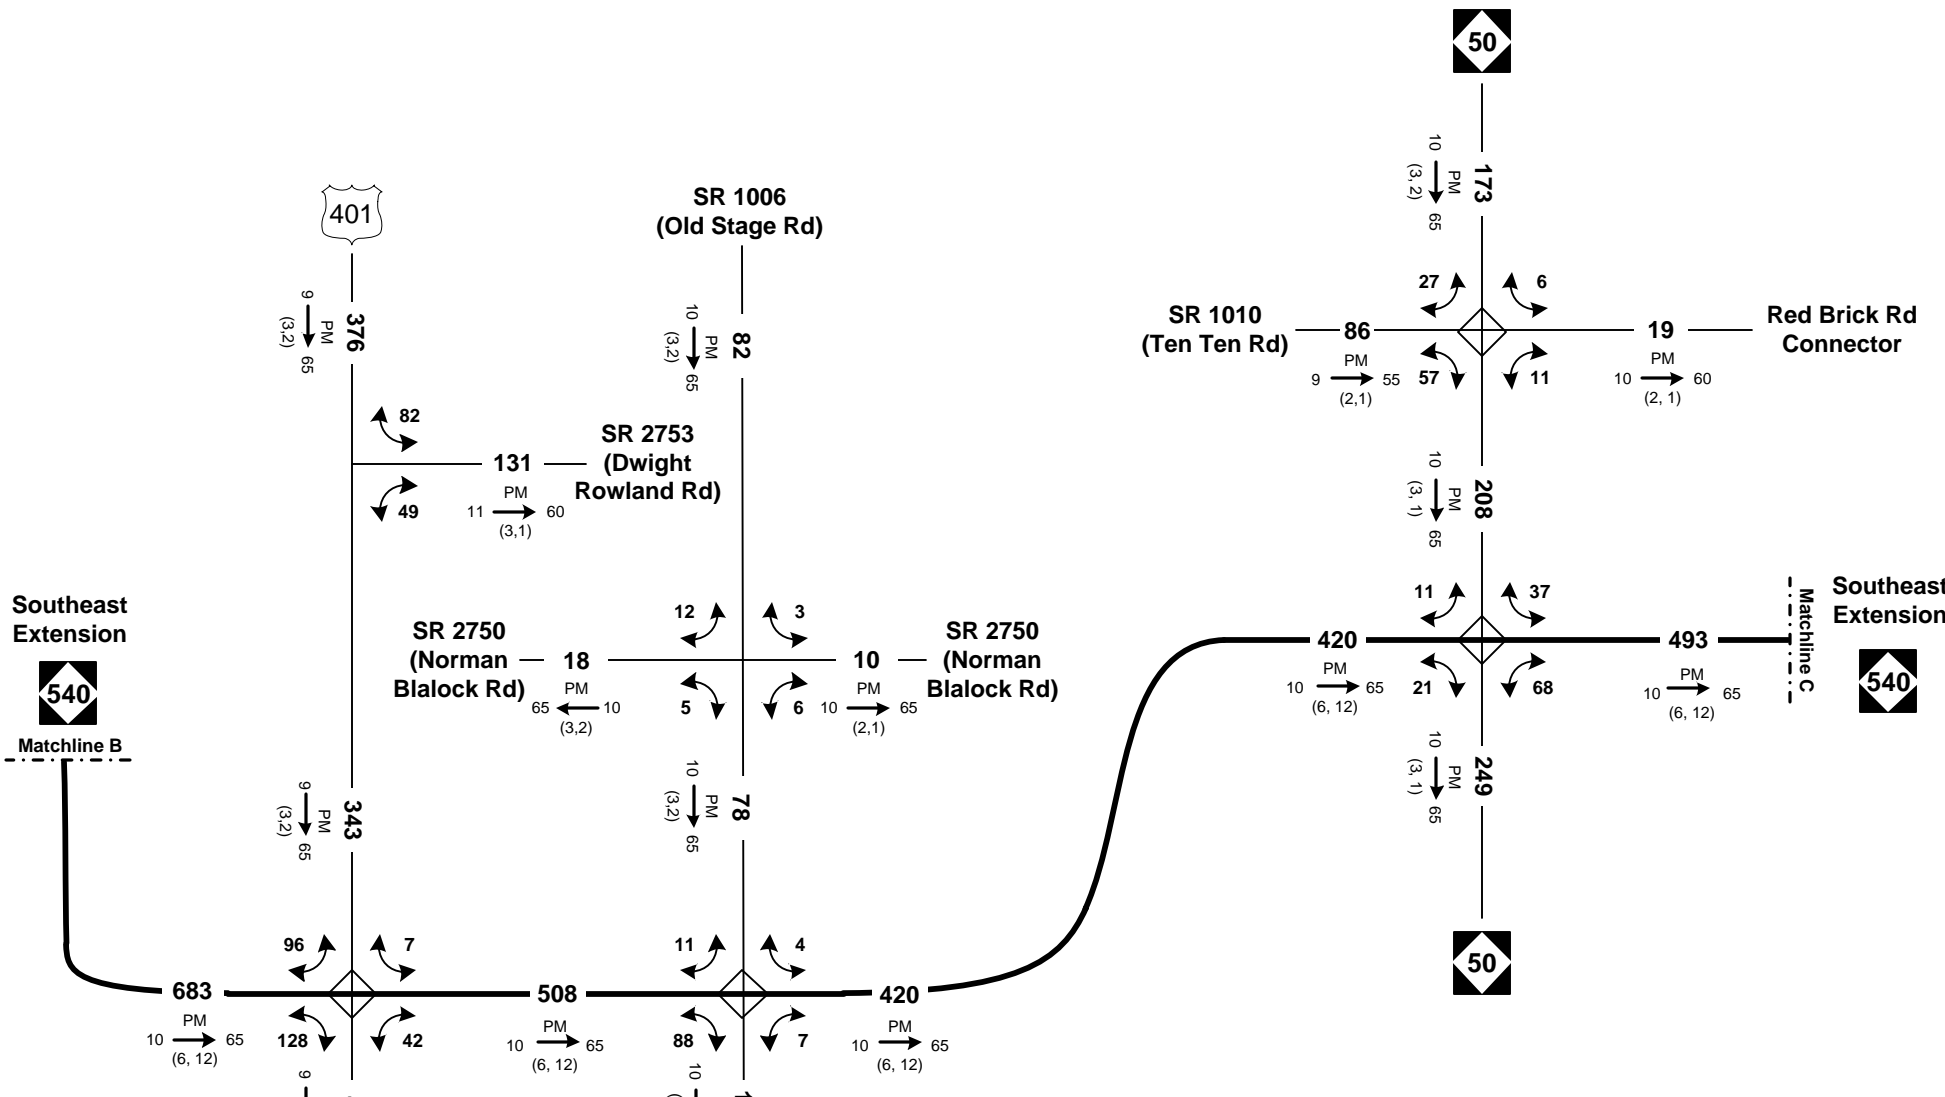 50
10
PM
(3, 2)
65
173
401
SR 1006
(Old Stage Rd)
9
PM
(3,2)
65
376
10
PM
(3,2)
65
82
27
6
SR 1010
(Ten Ten Rd)
86
PM
9
55
(2,1)
57
11
19
PM
10
60
(2, 1)
Red Brick Rd
Connector
82
131
PM
11
60
(3,1)
49
SR 2753
(Dwight
Rowland Rd)
10
PM
(3, 1)
65
208
Southeast
Extension
540
Matchline B
SR 2750
(Norman
Blalock Rd)
18
PM
65
10
(3,2)
12
3
5
6
10
PM
10
65
(2,1)
SR 2750
(Norman
Blalock Rd)
11
37
420
PM
10
65
(6, 12)
21
68
493
PM
10
65
(6, 12)
Matchline C
Southeast
Extension
540
10
PM
(3, 1)
65
249
9
PM
(3,2)
65
343
10
PM
(3,2)
65
78
50
96
7
683
PM
10
65
(6, 12)
128
42
508
PM
10
65
(6, 12)
11
4
88
7
420
PM
10
65
(6, 12)
9
10